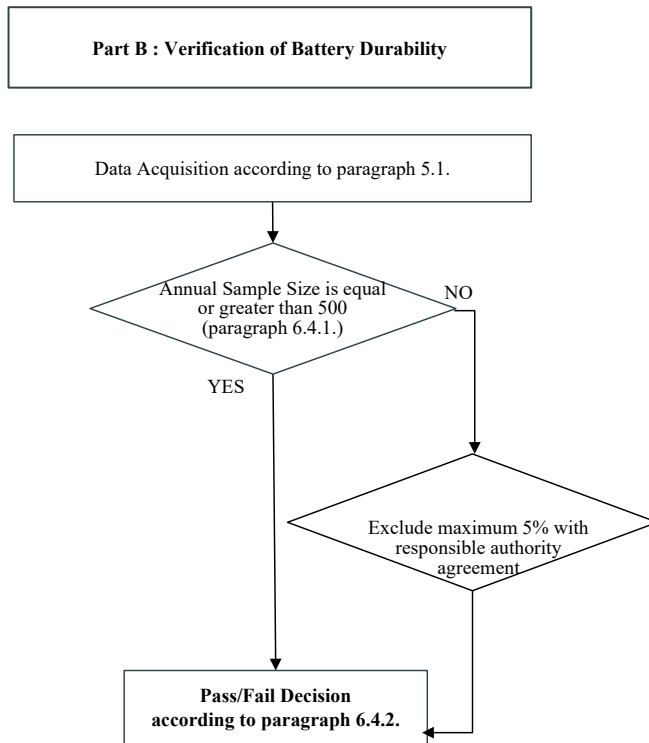 Part B : Verification of Battery Durability
Data Acquisition according to paragraph 5.1.
Annual Sample Size is equal
or greater than 500
(paragraph 6.4.1.)
NO
YES
Exclude maximum 5% with
responsible authority
agreement
Pass/Fail Decision
according to paragraph 6.4.2.